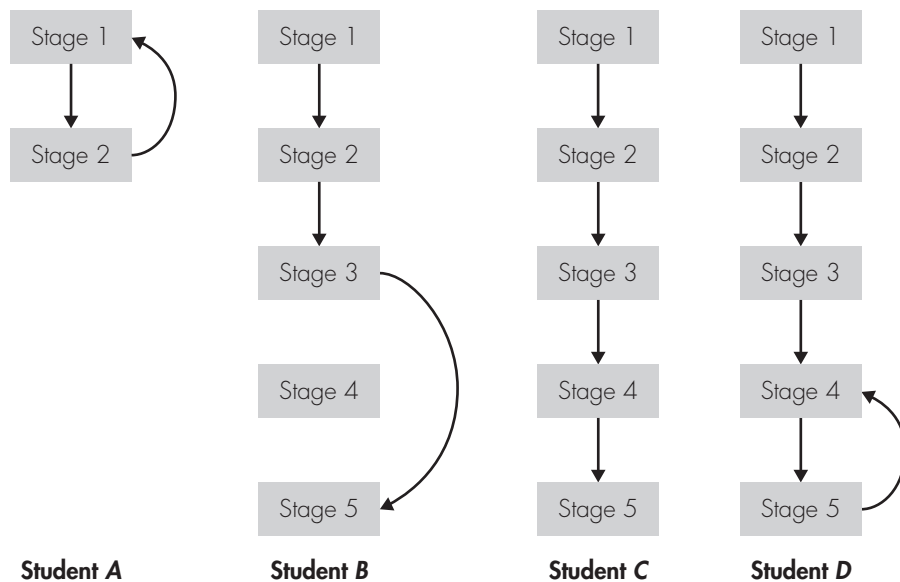 Stage 1 Stage 1 Stage 1 Stage 1
Stage 2 Stage 2 Stage 2 Stage 2
Stage 3 Stage 3 Stage 3
Stage 4 Stage 4 Stage 4
Stage 5 Stage 5 Stage 5
Student A Student B Student C Student D